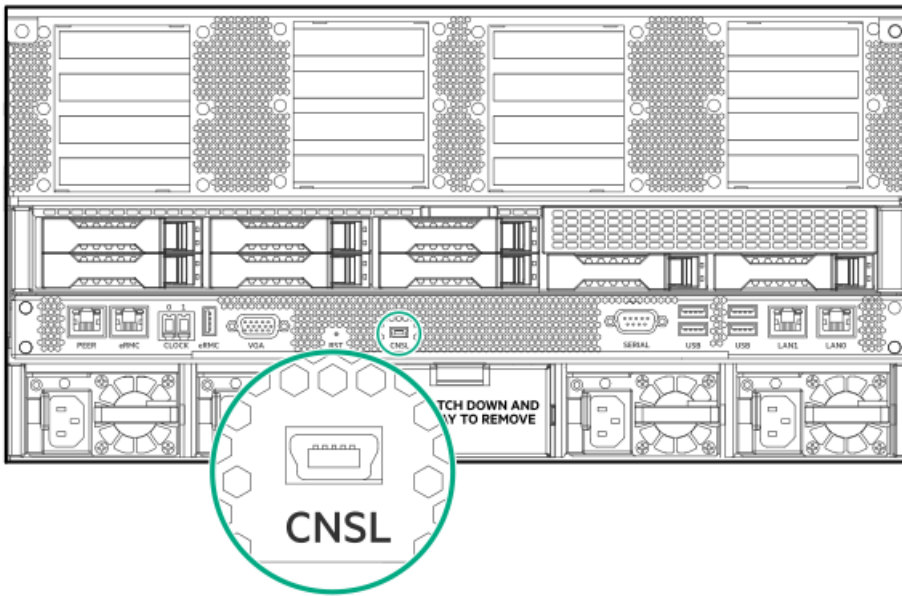 0 1
PEER eRMC CLOCK eRMC VGA RST CNSL SERIAL USB USB LAN1 LAN0
TCH DOWN AND
AY TO REMOVE
CNSL